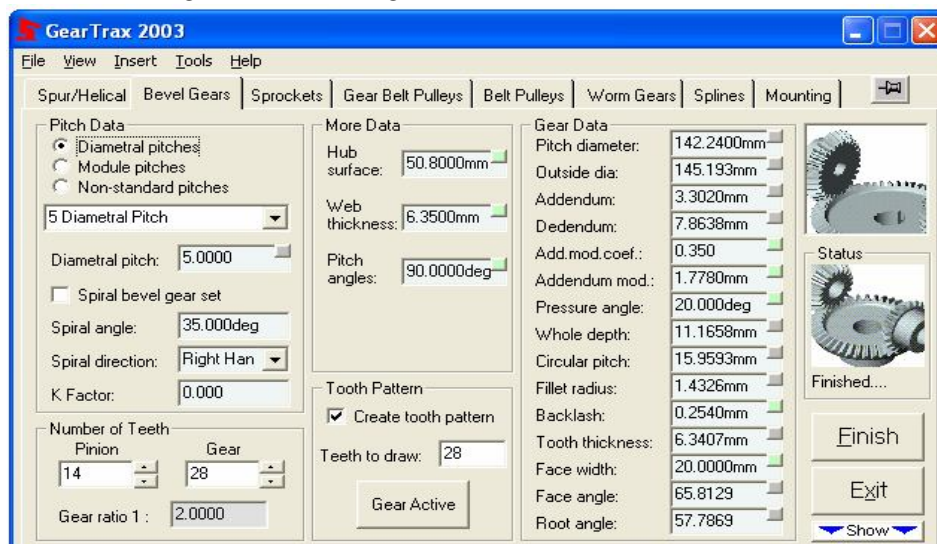 GearTrax 2003
File View Insert Tools Help
Spur/Helical Bevel Gears Sprockets Gear Belt Pulleys Belt Pulleys Worm Gears Splines Mounting
Pitch Data
Diametral pitches
Module pitches
Non-standard pitches
5 Diametral Pitch
Diametral pitch: 5.0000
Spiral bevel gear set
Spiral angle: 35.000deg
Spiral direction: Right Han
K Factor: 0.000
Number of Teeth
Pinion Gear
14 28
Gear ratio 1 : 2.0000
More Data
Hub
surface: 50.8000mm
Web
thickness: 6.3500mm
Pitch
angles: 90.0000deg
Tooth Pattern
Create tooth pattern
Teeth to draw: 28
Gear Active
Gear Data
Pitch diameter: 142.2400mm
Outside dia: 145.193mm
Addendum: 3.3020mm
Dedendum: 7.8638mm
Add.mod.coef.: 0.350
Addendum mod.: 1.7780mm
Pressure angle: 20.000deg
Whole depth: 11.1658mm
Circular pitch: 15.9593mm
Fillet radius: 1.4326mm
Backlash: 0.2540mm
Tooth thickness: 6.3407mm
Face width: 20.0000mm
Face angle: 65.8129
Root angle: 57.7869
Status
Finished....
Finish
Exit
Show